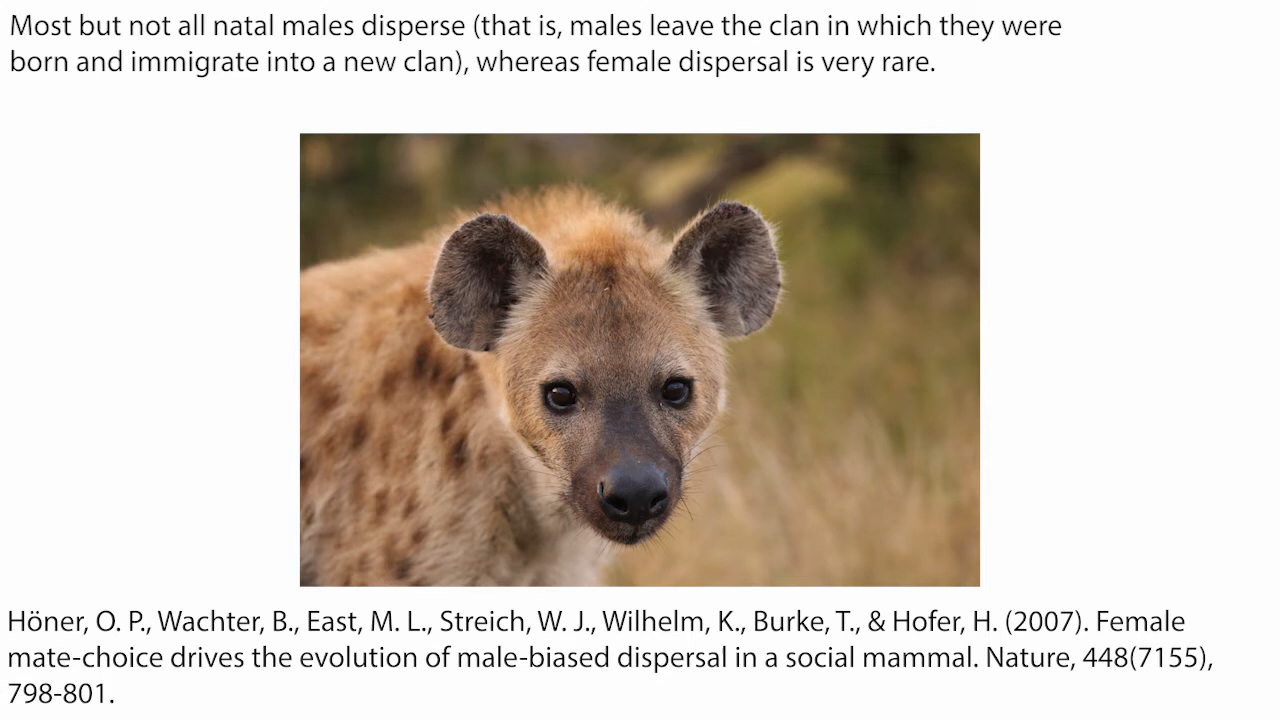 Most but not all natal males disperse (that is, males leave the clan in which they were
born and immigrate into a new clan), whereas female dispersal is very rare.
Höner, O. P., Wachter, B., East, M. L., Streich, W. J., Wilhelm, K., Burke, T., & Hofer, H. (2007). Female
mate-choice drives the evolution of male-biased dispersal in a social mammal. Nature, 448(7155),
798-801.